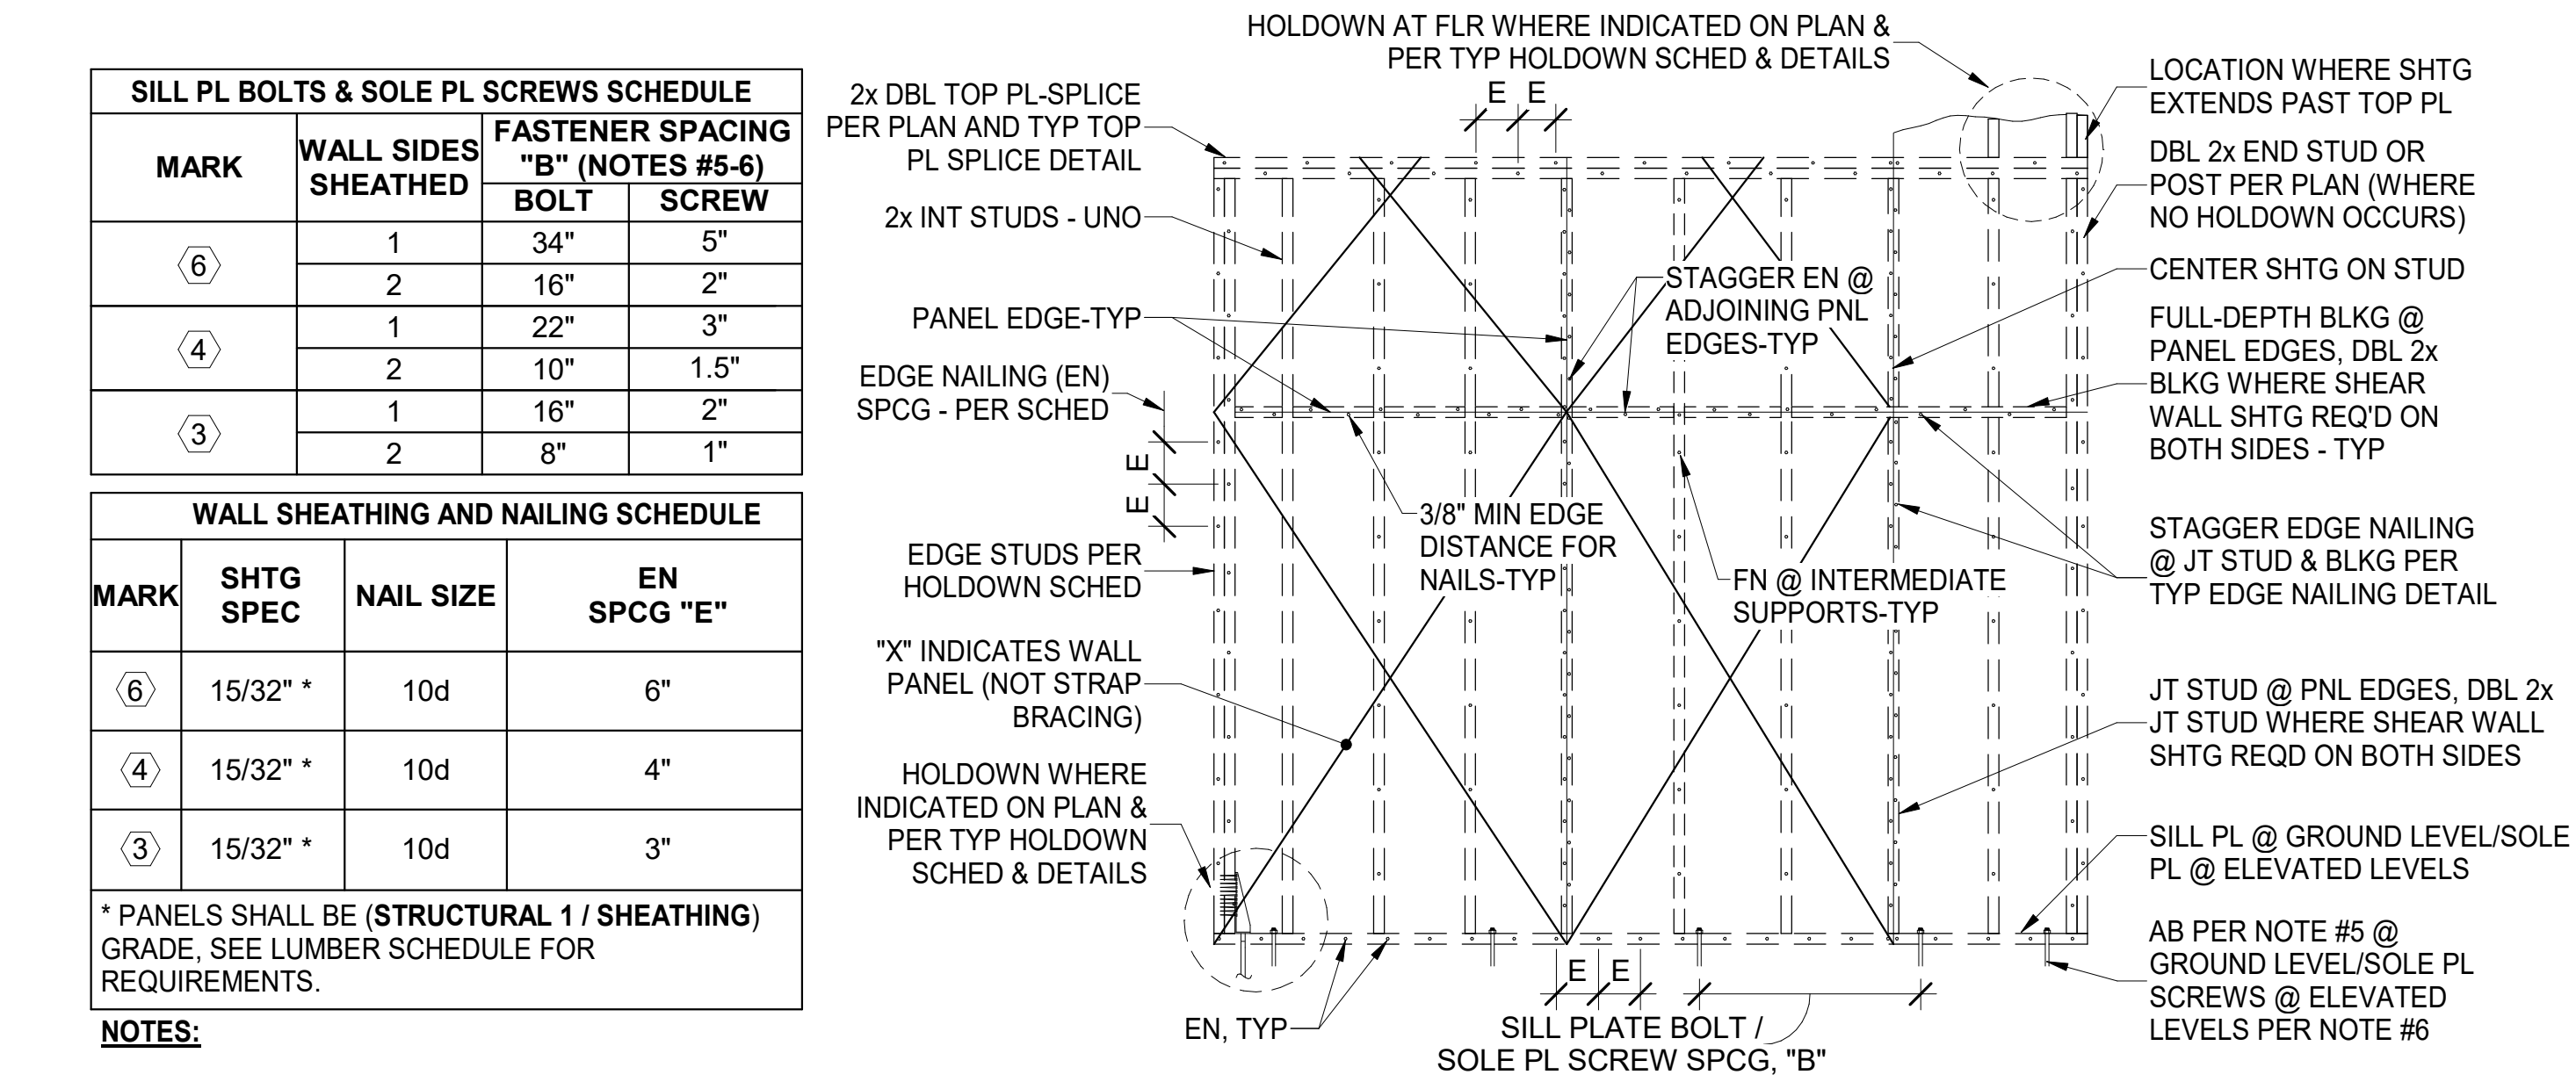 SILL PL BOLTS & SOLE PL SCREWS SCHEDULE
MARK
WALL SIDES
SHEATHED
FASTENER SPACING
"B" (NOTES #5-6)
BOLT SCREW
6
1 34" 5"
2 16" 2"
4
1 22" 3"
2 10" 1.5"
3
1 16" 2"
2 8" 1"
WALL SHEATHING AND NAILING SCHEDULE
MARK
SHTG
SPEC
NAIL SIZE
EN
SPCG "E"
6 15/32" * 10d 6"
4 15/32" * 10d 4"
3 15/32" * 10d 3"
* PANELS SHALL BE (STRUCTURAL 1 / SHEATHING)
GRADE, SEE LUMBER SCHEDULE FOR
REQUIREMENTS.
NOTES:
HOLDOWN AT FLR WHERE INDICATED ON PLAN &
PER TYP HOLDOWN SCHED & DETAILS
2x DBL TOP PL-SPLICE
PER PLAN AND TYP TOP
PL SPLICE DETAIL
2x INT STUDS - UNO
PANEL EDGE-TYP
EDGE NAILING (EN)
SPCG - PER SCHED
E
E
EDGE STUDS PER
HOLDOWN SCHED
"X" INDICATES WALL
PANEL (NOT STRAP
BRACING)
HOLDOWN WHERE
INDICATED ON PLAN &
PER TYP HOLDOWN
SCHED & DETAILS
EN, TYP
E E
STAGGER EN @
ADJOINING PNL
EDGES-TYP
3/8" MIN EDGE
DISTANCE FOR
NAILS-TYP
FN @ INTERMEDIATE
SUPPORTS-TYP
E E
SILL PLATE BOLT /
SOLE PL SCREW SPCG, "B"
LOCATION WHERE SHTG
EXTENDS PAST TOP PL
DBL 2x END STUD OR
POST PER PLAN (WHERE
NO HOLDOWN OCCURS)
CENTER SHTG ON STUD
FULL-DEPTH BLKG @
PANEL EDGES, DBL 2x
BLKG WHERE SHEAR
WALL SHTG REQ'D ON
BOTH SIDES - TYP
STAGGER EDGE NAILING
@ JT STUD & BLKG PER
TYP EDGE NAILING DETAIL
JT STUD @ PNL EDGES, DBL 2x
JT STUD WHERE SHEAR WALL
SHTG REQD ON BOTH SIDES
SILL PL @ GROUND LEVEL/SOLE
PL @ ELEVATED LEVELS
AB PER NOTE #5 @
GROUND LEVEL/SOLE PL
SCREWS @ ELEVATED
LEVELS PER NOTE #6